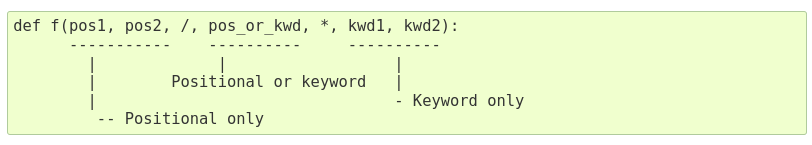 def f(pos1, pos2, /, pos_or_kwd, *, kwd1, kwd2):
      -----------    ----------     ----------
        |             |                  |
        |        Positional or keyword   |
        |                                - Keyword only
         -- Positional only